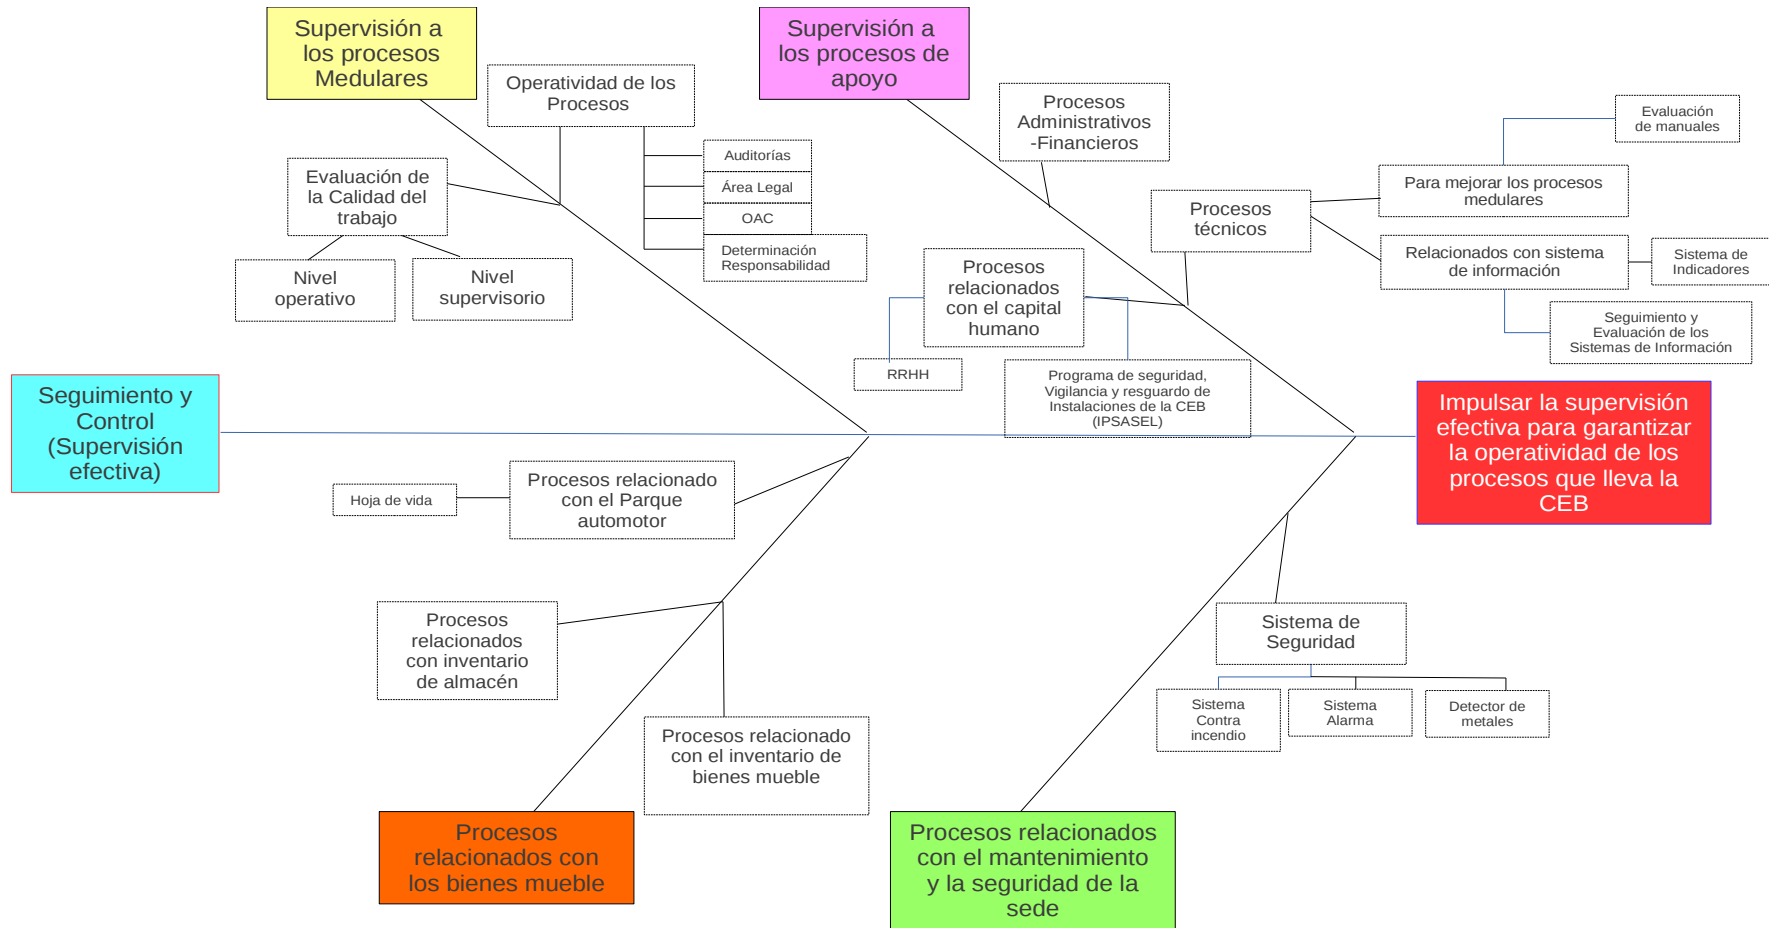 Supervisión a
los procesos
Medulares
Supervisión a
los procesos de
apoyo
Operatividad de los
Procesos
Auditorías
Área Legal
OAC
Determinación
Responsabilidad
Evaluación de
la Calidad del
trabajo
Nivel
operativo
Nivel
supervisorio
Procesos
Administrativos
-Financieros
Procesos
técnicos
Evaluación
de manuales
Para mejorar los procesos
medulares
Relacionados con sistema
de información
Sistema de
Indicadores
Seguimiento y
Evaluación de los
Sistemas de Información
Procesos
relacionados
con el capital
humano
RRHH
Programa de seguridad,
Vigilancia y resguardo de
Instalaciones de la CEB
(IPSASEL)
Seguimiento y
Control
(Supervisión
efectiva)
Impulsar la supervisión
efectiva para garantizar
la operatividad de los
procesos que lleva la
CEB
Hoja de vida
Procesos relacionado
con el Parque
automotor
Procesos
relacionados
con inventario
de almacén
Procesos relacionado
con el inventario de
bienes mueble
Sistema de
Seguridad
Sistema
Contra
incendio
Sistema
Alarma
Detector de
metales
Procesos
relacionados con
los bienes mueble
Procesos relacionados
con el mantenimiento
y la seguridad de la
sede